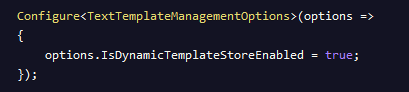 Configure<TextTemplateManagementOptions>(options =>
{
    options.IsDynamicTemplateStoreEnabled = true;
});